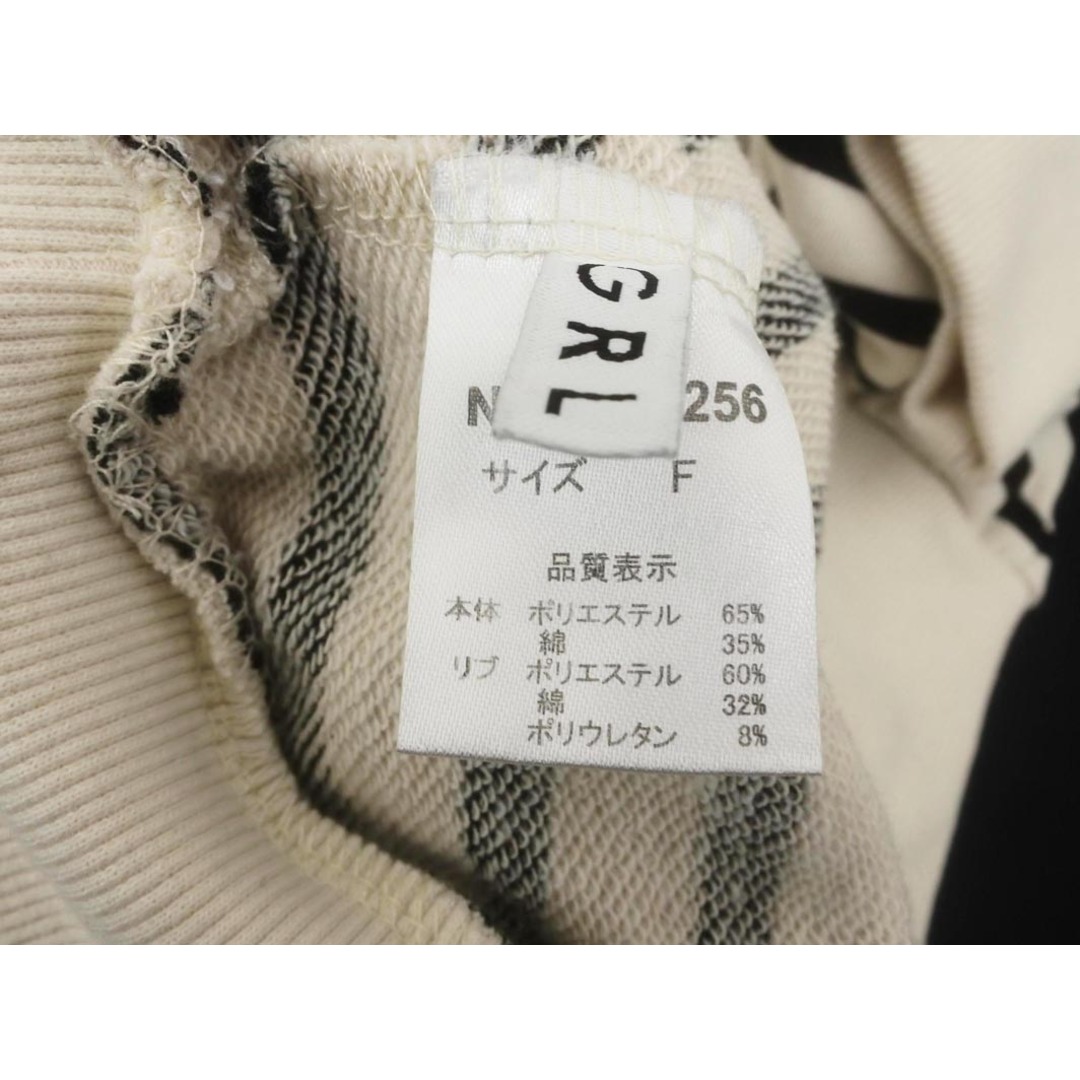 GRL
256
サイズ F
品質表示
本体 ポリエステル 65%
綿 35%
リブ ポリエステル 60%
綿 32%
ポリウレタン 8%